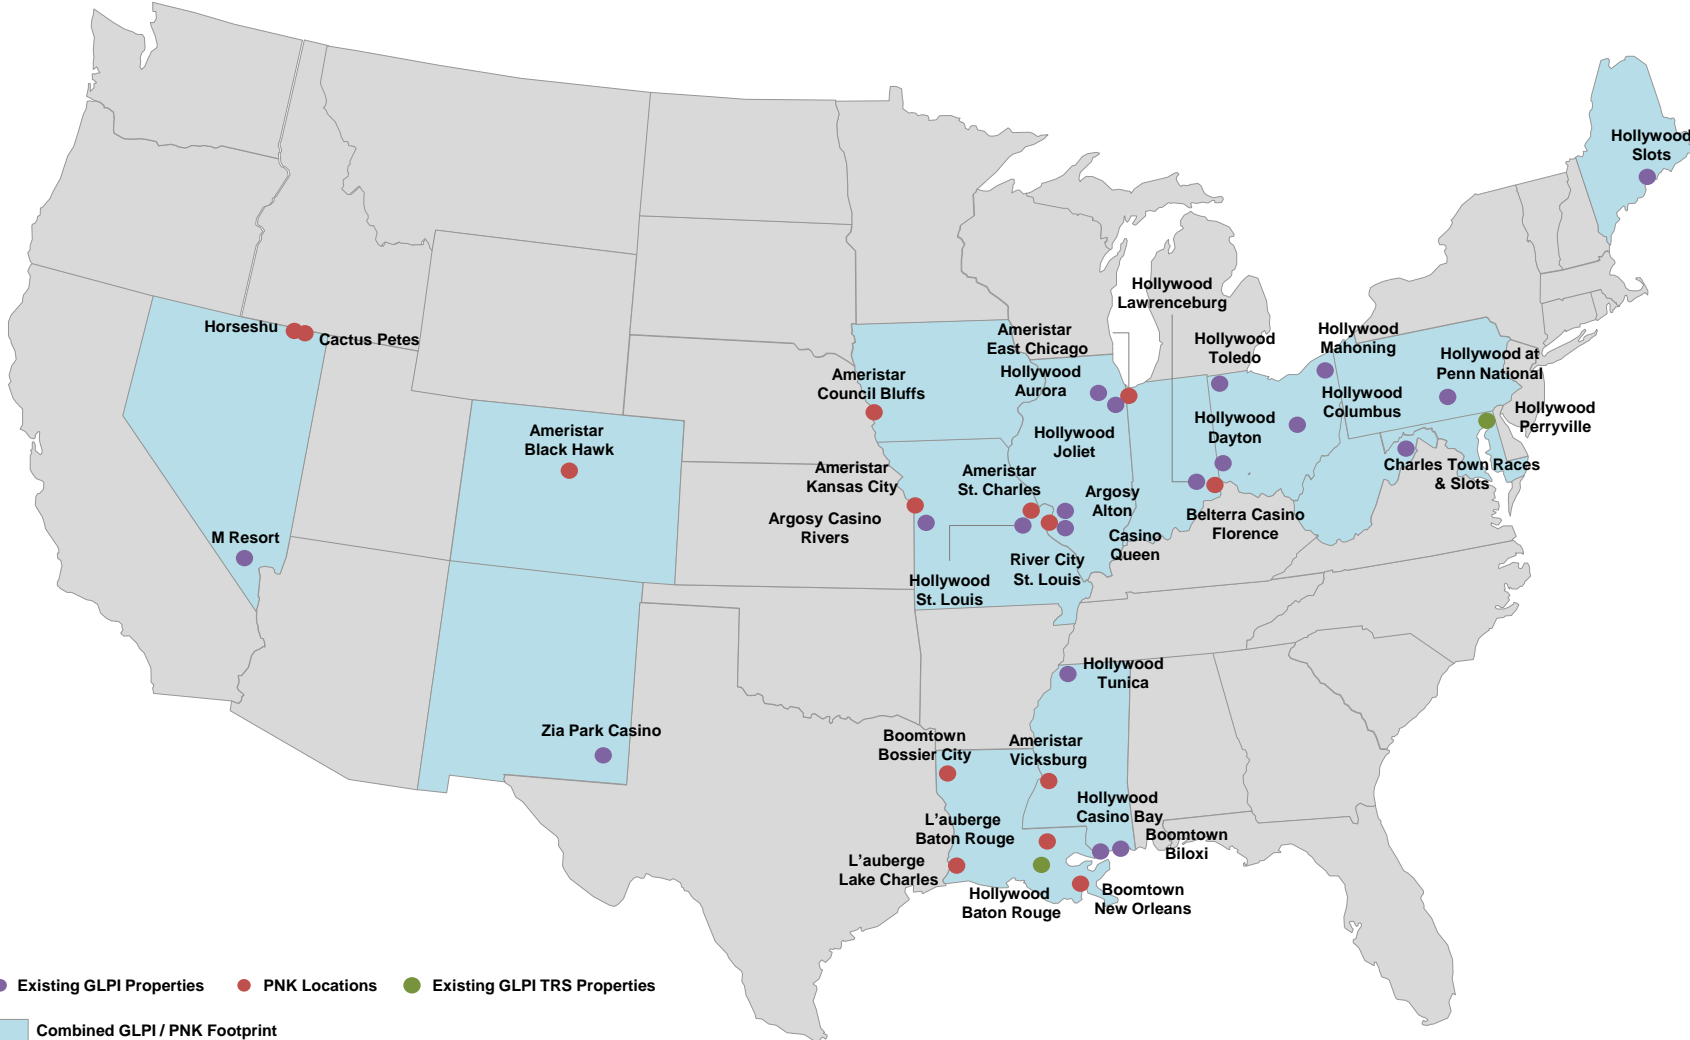 Hollywood
Slots
Hollywood
Lawrenceburg
Horseshu
Cactus Petes
Ameristar
East Chicago
Hollywood
Toledo
Hollywood
Mahoning
Hollywood at
Penn National
Hollywood
Aurora
Ameristar
Council Bluffs
Hollywood
Columbus
Hollywood
Perryville
Hollywood
Dayton
Ameristar
Black Hawk
Hollywood
Joliet
Ameristar
Kansas City
Ameristar
St. Charles
Charles Town Races
& Slots
Argosy
Alton
Argosy Casino
Rivers
Belterra Casino
Florence
M Resort
Casino
Queen
River City
St. Louis
Hollywood
St. Louis
Hollywood
Tunica
Zia Park Casino
Boomtown
Bossier City
Ameristar
Vicksburg
Hollywood
Casino Bay
L'auberge
Baton Rouge
Boomtown
Biloxi
L'auberge
Lake Charles
Hollywood
Baton Rouge
Boomtown
New Orleans
Existing GLPI Properties
PNK Locations
Existing GLPI TRS Properties
Combined GLPI / PNK Footprint